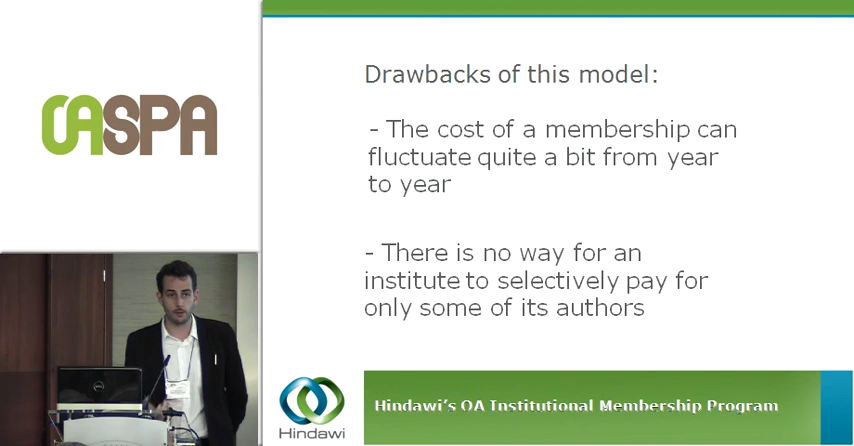 OASPA
Drawbacks of this model:
- The cost of a membership can
fluctuate quite a bit from year
to year
- There is no way for an
institute to selectively pay for
only some of its authors
Hindawi
Hindawi's OA Institutional Membership Program